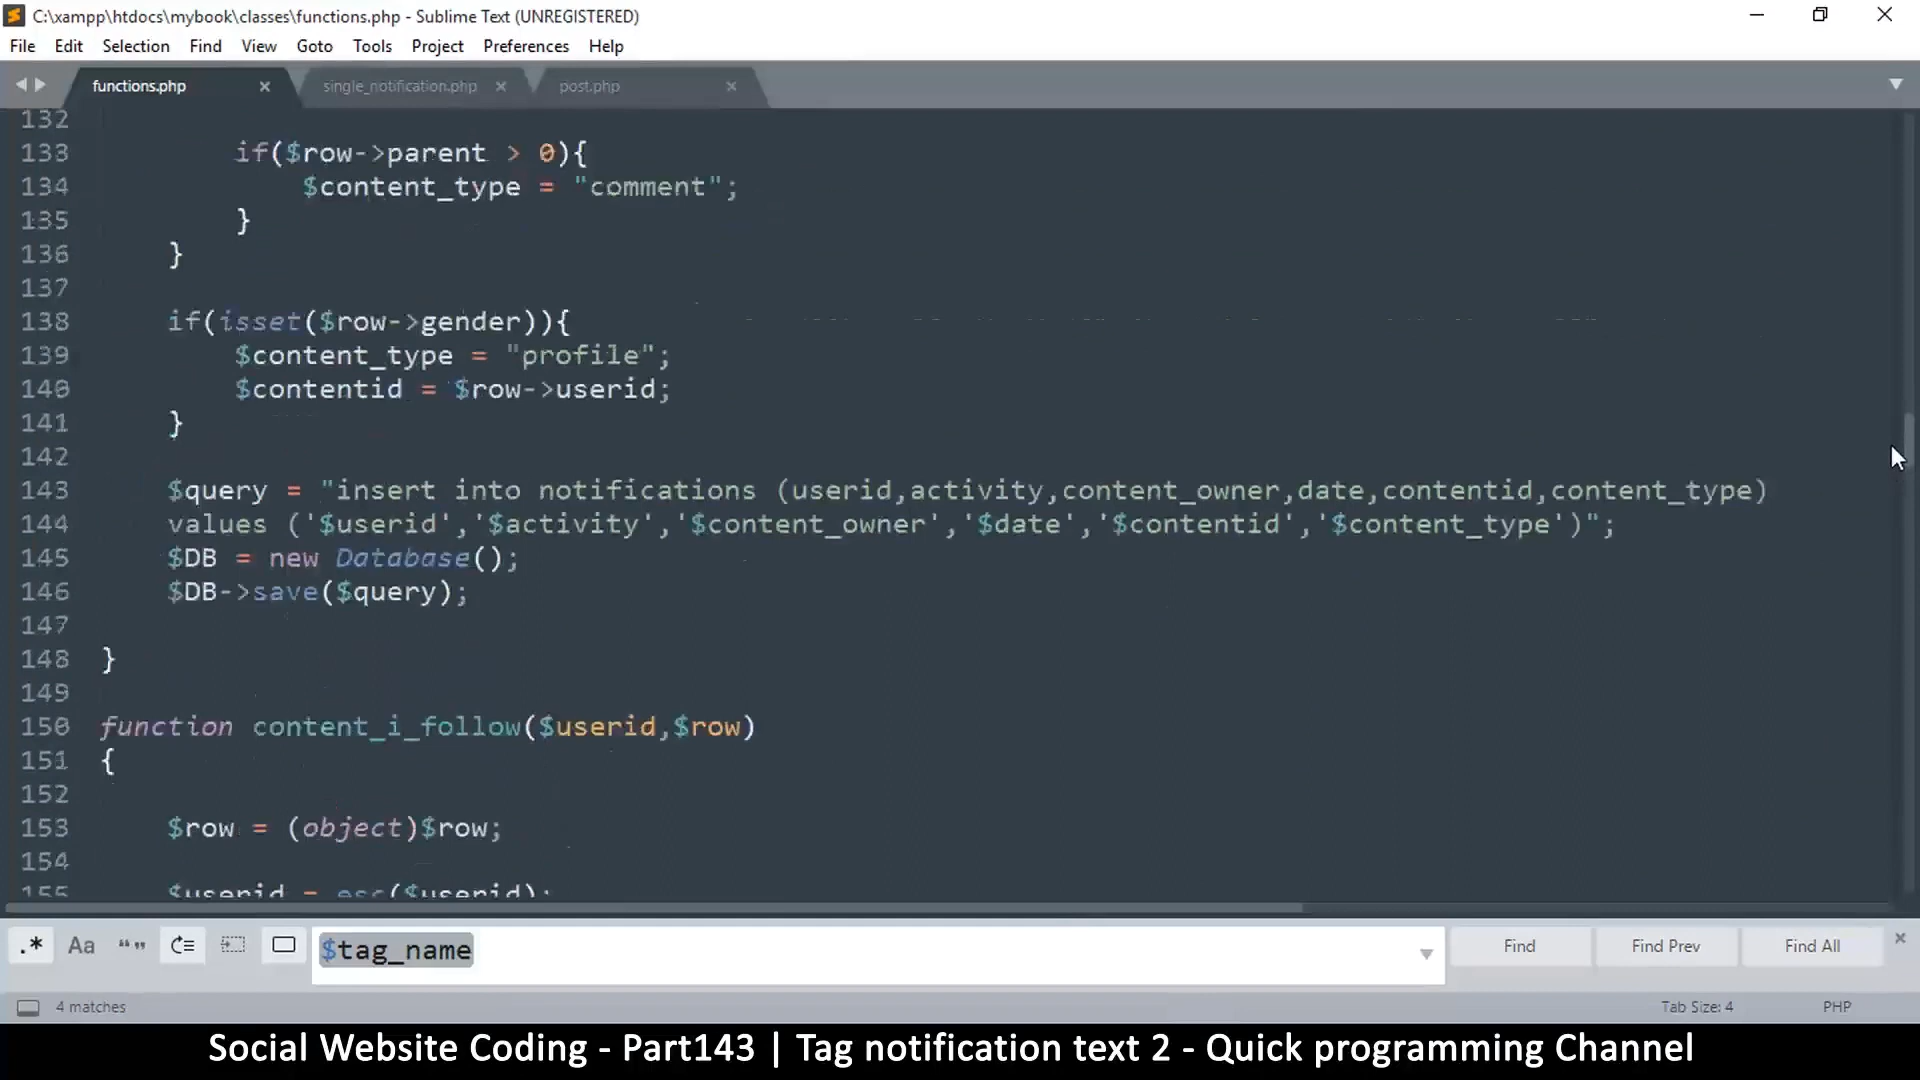 C:\xampp\htdocs\mybook\classes\functions.php - Sublime Text (UNREGISTERED)
File Edit Selection Find View Goto Tools Project Preferences Help
functions.php single_notification.php post.php
132
133 if($row->parent > 0){
134 $content_type = "comment";
135 }
136 }
137
138 if(isset($row->gender)){
139 $content_type = "profile";
140 $contentid = $row->userid;
141 }
142
143 $query = "insert into notifications (userid,activity,content_owner,date,contentid,content_type)
144 values ('$userid','$activity','$content_owner','$date','$contentid','$content_type')";
145 $DB = new Database();
146 $DB->save($query);
147
148 }
149
150 function content_i_follow($userid,$row)
151 {
152
153 $row = (object)$row;
154
155 $userid = esc($userid);
.* Aa “” $tag_name Find Find Prev Find All
4 matches Tab Size: 4 PHP
Social Website Coding - Part143 | Tag notification text 2 - Quick programming Channel